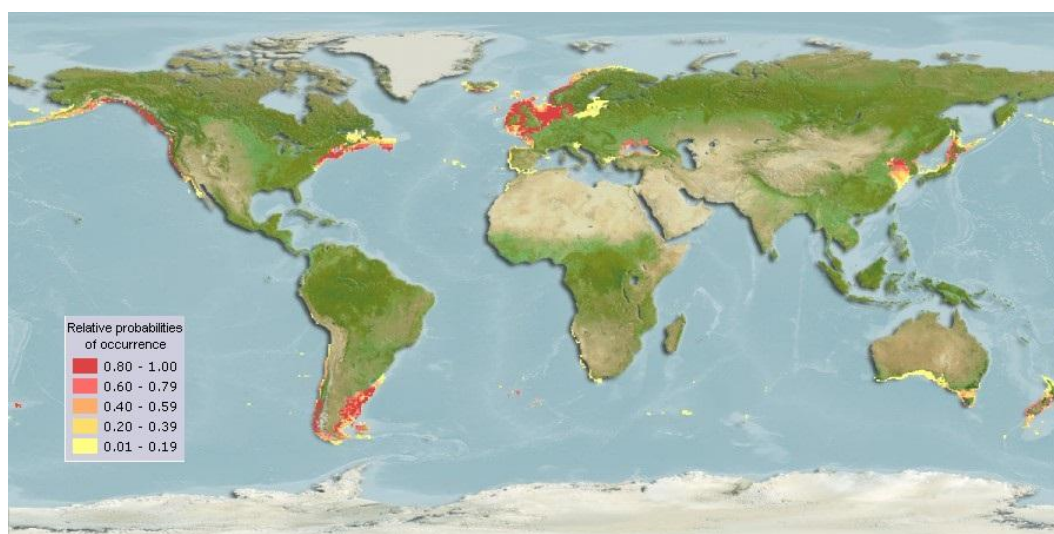 Relative probabilities
of occurrence
0.80 - 1.00
0.60 - 0.79
0.40 - 0.59
0.20 - 0.39
0.01 - 0.19